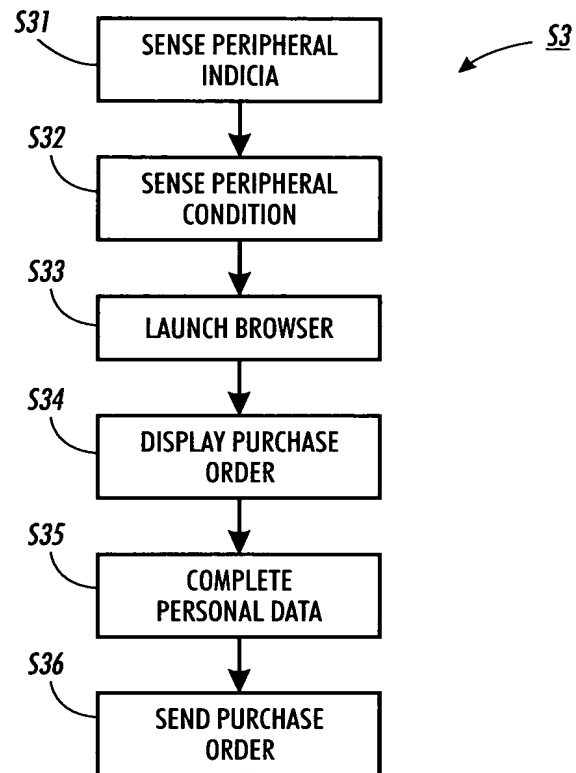 S31
SENSE PERIPHERAL
INDICIA
S3
S32
SENSE PERIPHERAL
CONDITION
S33
LAUNCH BROWSER
S34
DISPLAY PURCHASE
ORDER
S35
COMPLETE
PERSONAL DATA
S36
SEND PURCHASE
ORDER